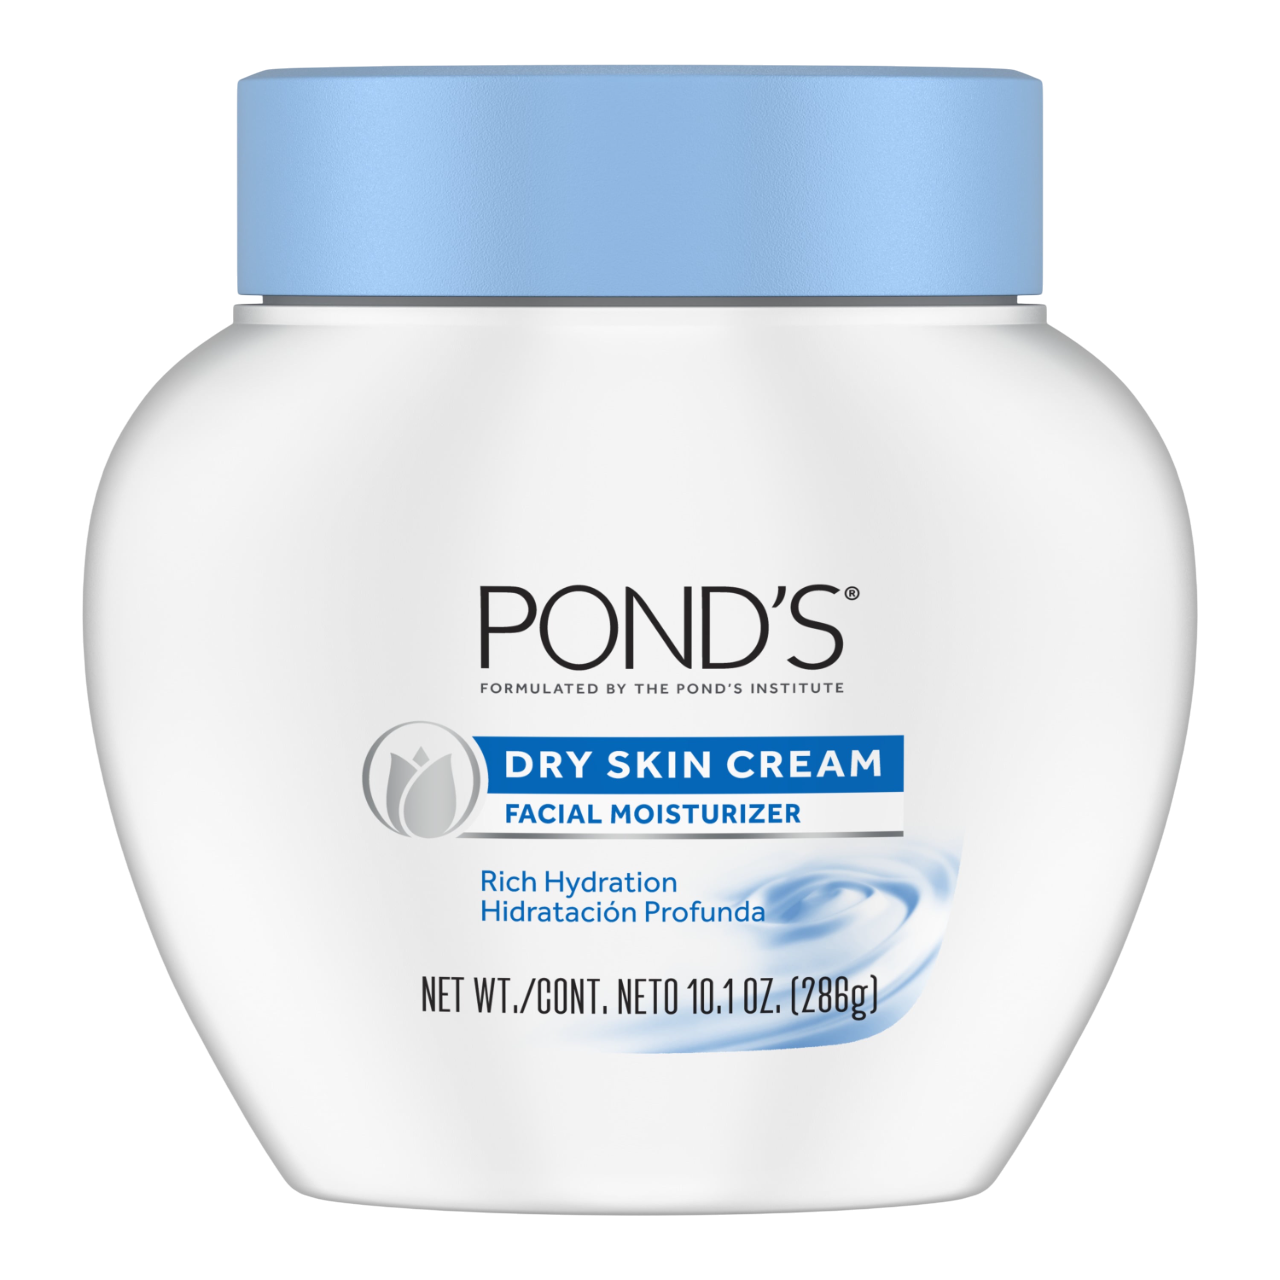 POND'S®
FORMULATED BY THE POND'S INSTITUTE
DRY SKIN CREAM
FACIAL MOISTURIZER
Rich Hydration
Hidratación Profunda
NET WT./CONT. NETO 10.1 OZ. (286g)